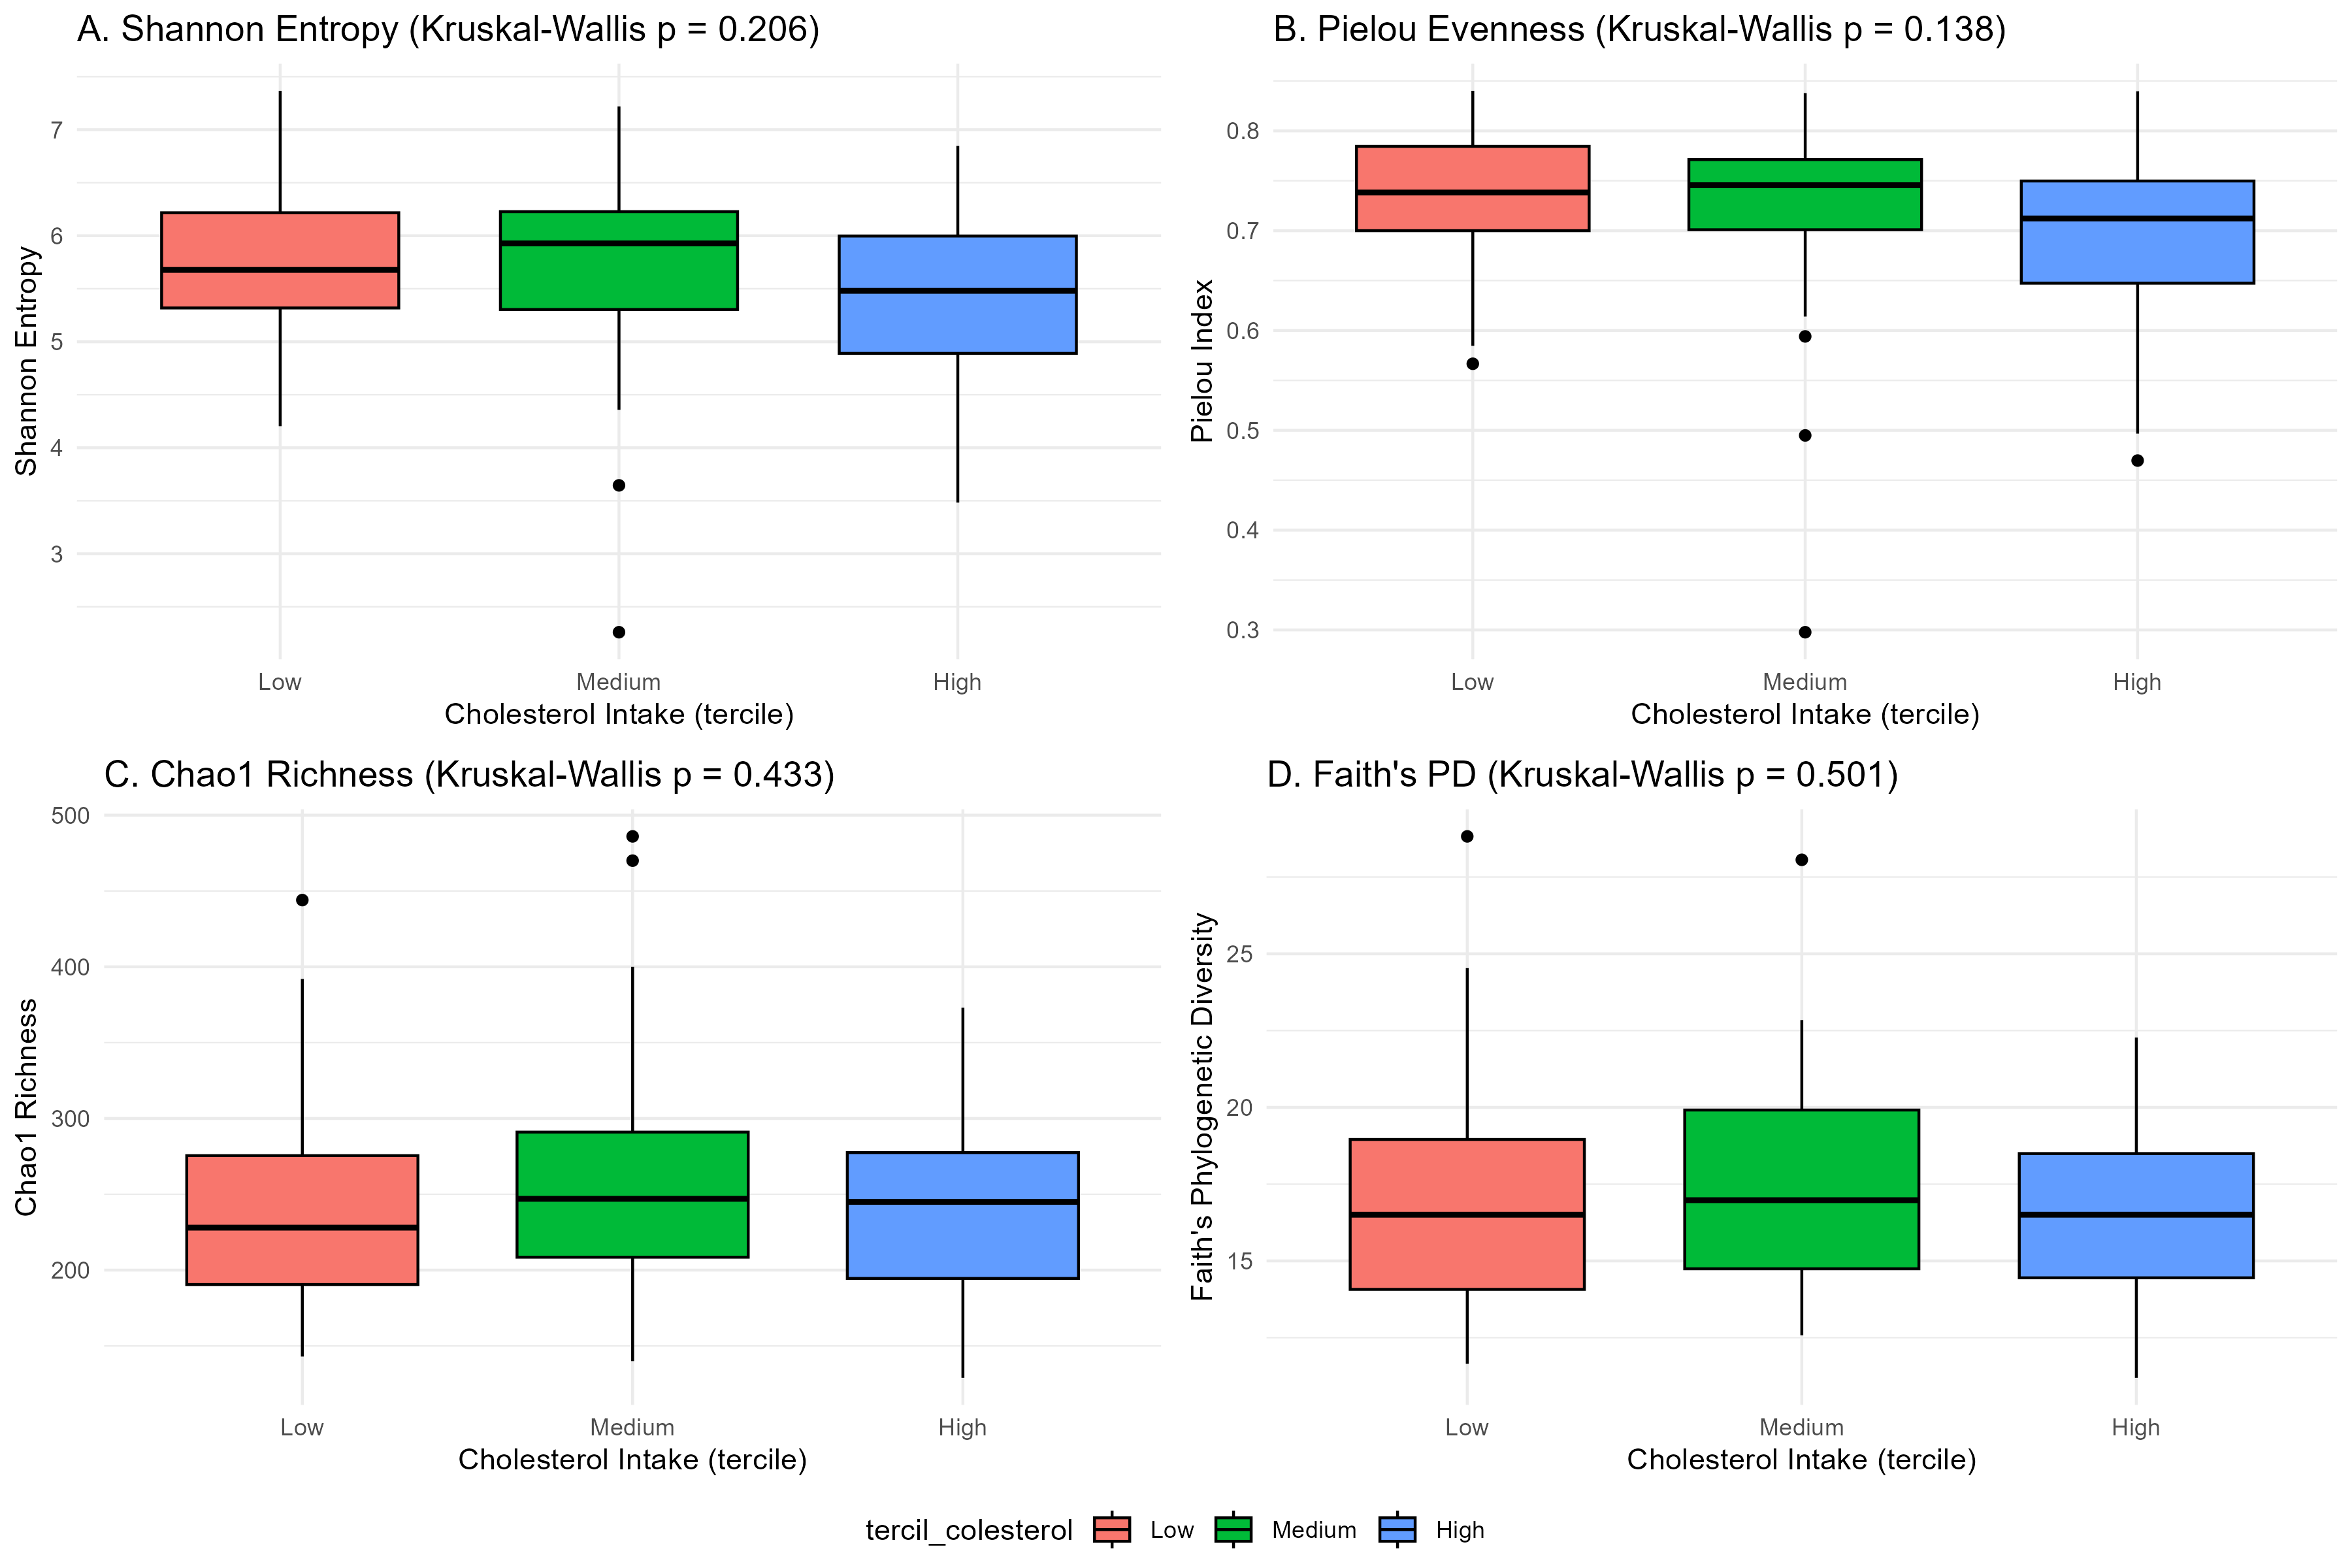 A. Shannon Entropy (Kruskal-Wallis p = 0.206)
Shannon Entropy
7
6
5
4
3
Low Medium High
Cholesterol Intake (tercile)
B. Pielou Evenness (Kruskal-Wallis p = 0.138)
Pielou Index
0.8
0.7
0.6
0.5
0.4
0.3
Low Medium High
Cholesterol Intake (tercile)
C. Chao1 Richness (Kruskal-Wallis p = 0.433)
Chao1 Richness
500
400
300
200
Low Medium High
Cholesterol Intake (tercile)
D. Faith's PD (Kruskal-Wallis p = 0.501)
Faith's Phylogenetic Diversity
25
20
15
Low Medium High
Cholesterol Intake (tercile)
tercil_colesterol Low Medium High